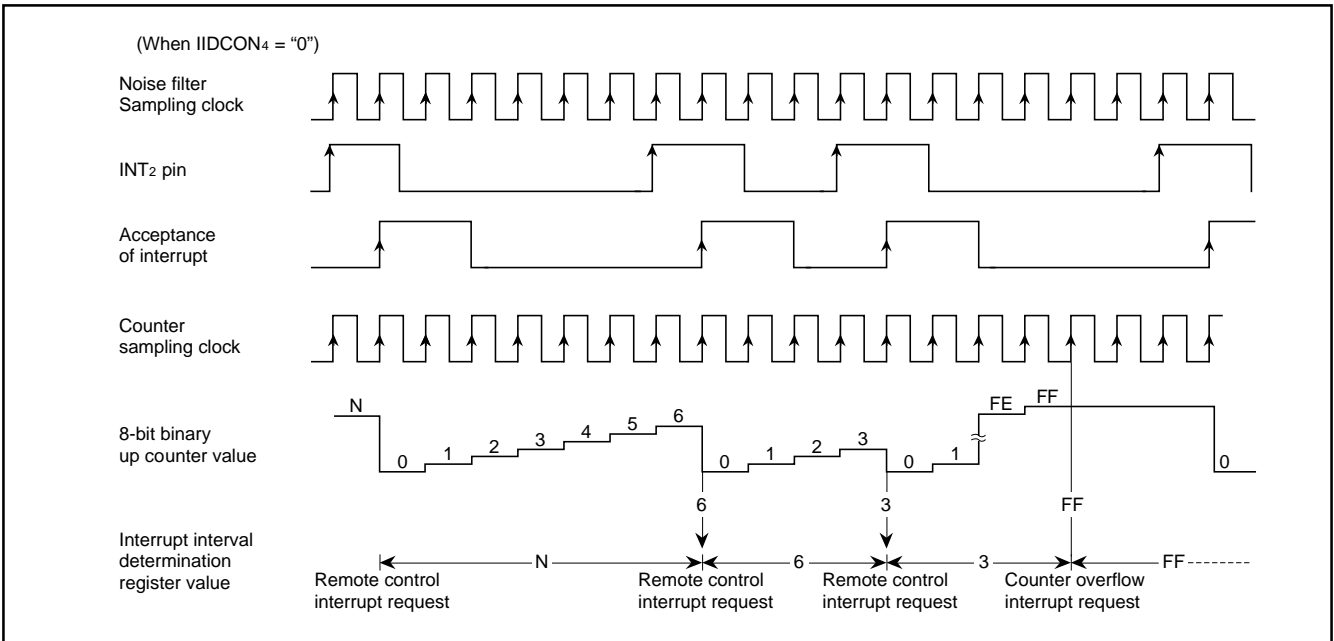 (When IIDCON4 = “0”)
Noise filter
Sampling clock
INT2 pin
Acceptance
of interrupt
Counter
sampling clock
N
FE FF
8-bit binary
up counter value
0 1 2 3 4 5 6 0 1 2 3 0 1 0
6 3 FF
Interrupt interval
determination
register value
N 6 3 FF
Remote control
interrupt request
Remote control
interrupt request
Remote control
interrupt request
Counter overflow
interrupt request